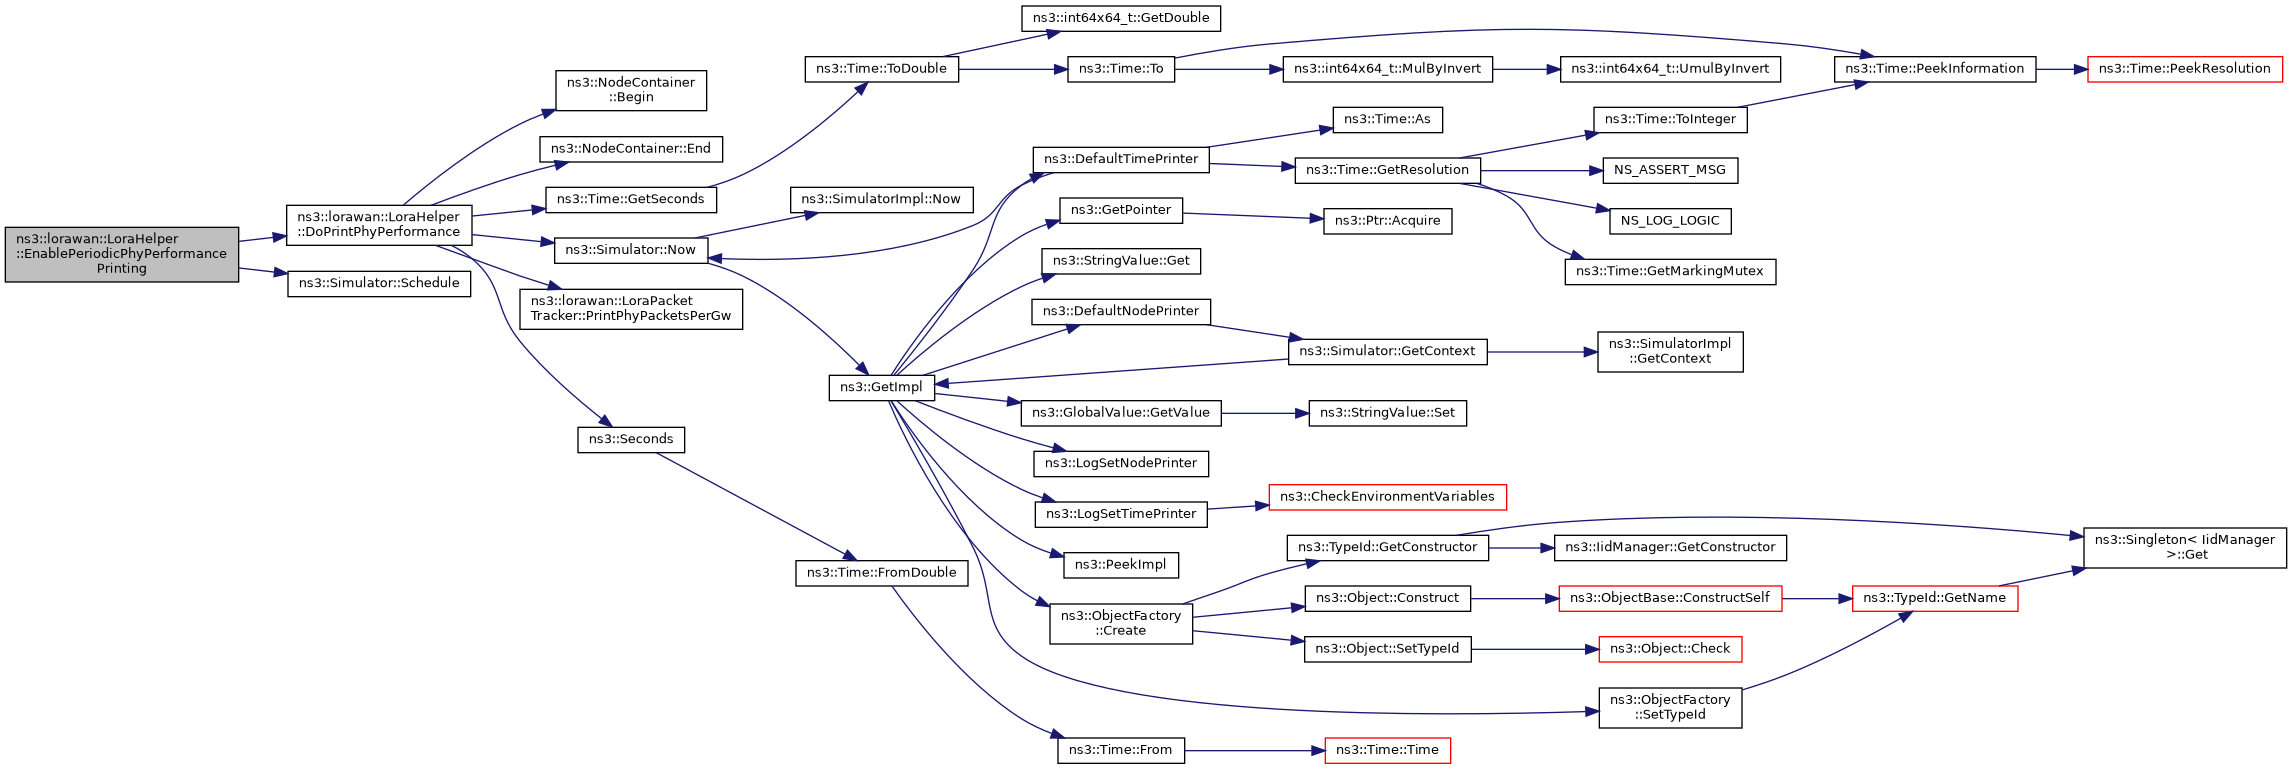 ns3::lorawan::LoraHelper
::EnablePeriodicPhyPerformance
Printing
ns3::lorawan::LoraHelper
::DoPrintPhyPerformance
ns3::Simulator::Schedule
ns3::NodeContainer
::Begin
ns3::NodeContainer::End
ns3::Time::GetSeconds
ns3::Simulator::Now
ns3::lorawan::LoraPacket
Tracker::PrintPhyPacketsPerGw
ns3::Seconds
ns3::Time::ToDouble
ns3::SimulatorImpl::Now
ns3::GetImpl
ns3::Time::FromDouble
ns3::int64x64_t::GetDouble
ns3::Time::To
ns3::DefaultTimePrinter
ns3::GetPointer
ns3::StringValue::Get
ns3::DefaultNodePrinter
ns3::GlobalValue::GetValue
ns3::LogSetNodePrinter
ns3::LogSetTimePrinter
ns3::PeekImpl
ns3::ObjectFactory
::Create
ns3::Time::From
ns3::int64x64_t::MulByInvert
ns3::Time::As
ns3::Time::GetResolution
ns3::Ptr::Acquire
ns3::Simulator::GetContext
ns3::StringValue::Set
ns3::CheckEnvironmentVariables
ns3::TypeId::GetConstructor
ns3::Object::Construct
ns3::Object::SetTypeId
ns3::Time::Time
ns3::int64x64_t::UmulByInvert
ns3::Time::ToInteger
NS_ASSERT_MSG
NS_LOG_LOGIC
ns3::Time::GetMarkingMutex
ns3::SimulatorImpl
::GetContext
ns3::IidManager::GetConstructor
ns3::ObjectBase::ConstructSelf
ns3::Object::Check
ns3::ObjectFactory
::SetTypeId
ns3::Time::PeekInformation
ns3::TypeId::GetName
ns3::Time::PeekResolution
ns3::Singleton< IidManager
>::Get